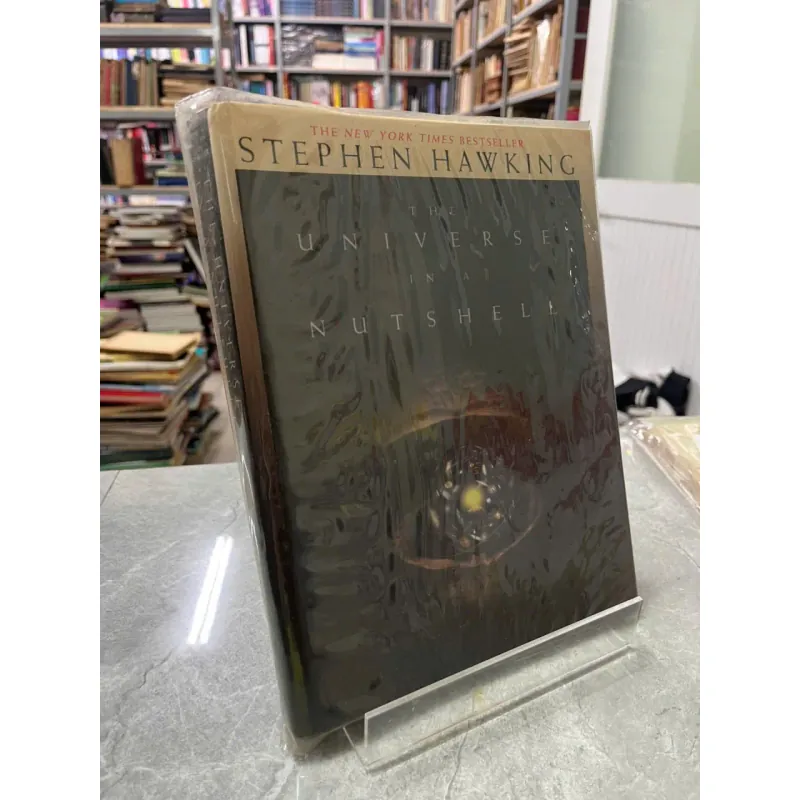 THE NEW YORK TIMES BESTSELLER
STEPHEN HAWKING
THE
UNIVERSE
IN A
NUTSHELL